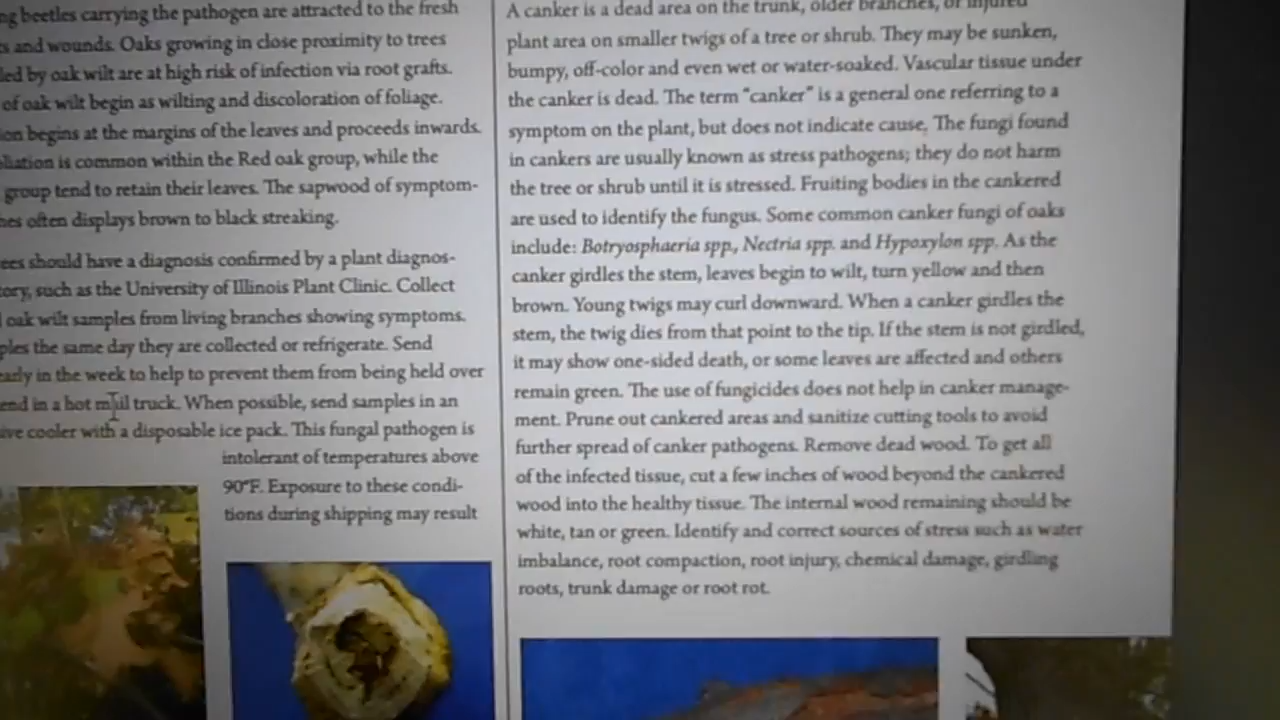 beetles carrying the pathogen are attracted to the fresh
and wounds. Oaks growing in close proximity to trees
by oak wilt are at high risk of infection via root grafts.
of oak wilt begin as wilting and discoloration of foliage.
begins at the margins of the leaves and proceeds inwards.
is common within the Red oak group, while the
group tend to retain their leaves. The sapwood of symptom-
often displays brown to black streaking.
should have a diagnosis confirmed by a plant diagnos-
such as the University of Illinois Plant Clinic. Collect
oak wilt samples from living branches showing symptoms.
the same day they are collected or refrigerate. Send
early in the week to help to prevent them from being held over
in a hot mail truck. When possible, send samples in an
cooler with a disposable ice pack. This fungal pathogen is
intolerant of temperatures above
90°F. Exposure to these condi-
tions during shipping may result
A canker is a dead area on the trunk, older branches, or injured
plant area on smaller twigs of a tree or shrub. They may be sunken,
bumpy, off-color and even wet or water-soaked. Vascular tissue under
the canker is dead. The term “canker” is a general one referring to a
symptom on the plant, but does not indicate cause. The fungi found
in cankers are usually known as stress pathogens; they do not harm
the tree or shrub until it is stressed. Fruiting bodies in the cankered
are used to identify the fungus. Some common canker fungi of oaks
include: Botryosphaeria spp., Nectria spp. and Hypoxylon spp. As the
canker girdles the stem, leaves begin to wilt, turn yellow and then
brown. Young twigs may curl downward. When a canker girdles the
stem, the twig dies from that point to the tip. If the stem is not girdled,
it may show one-sided death, or some leaves are affected and others
remain green. The use of fungicides does not help in canker manage-
ment. Prune out cankered areas and sanitize cutting tools to avoid
further spread of canker pathogens. Remove dead wood. To get all
of the infected tissue, cut a few inches of wood beyond the cankered
wood into the healthy tissue. The internal wood remaining should be
white, tan or green. Identify and correct sources of stress such as water
imbalance, root compaction, root injury, chemical damage, girdling
roots, trunk damage or root rot.